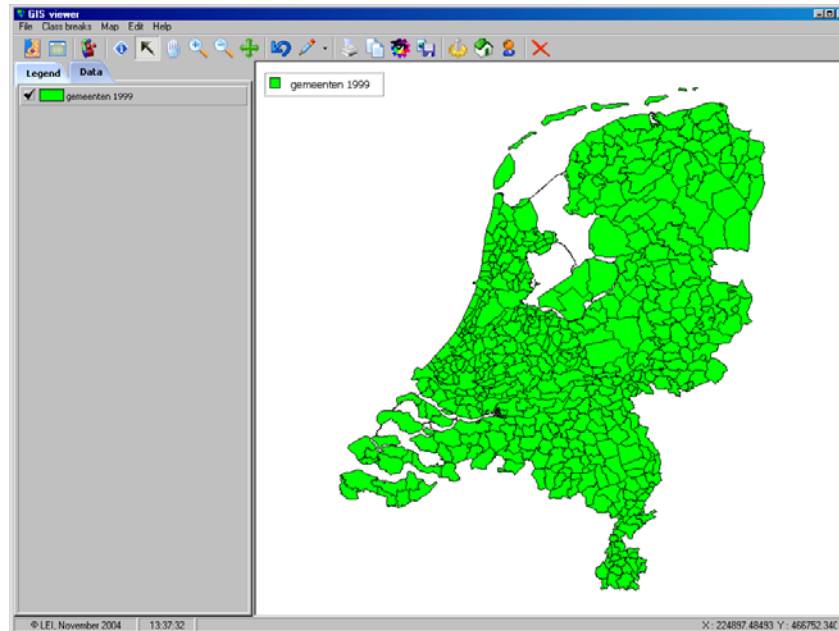 GIS viewer
File Class breaks Map Edit Help
Legend Data
gemeenten 1999
gemeenten 1999
© LEI, November 2004 13:37:32 X : 224897.48493 Y : 466752.340